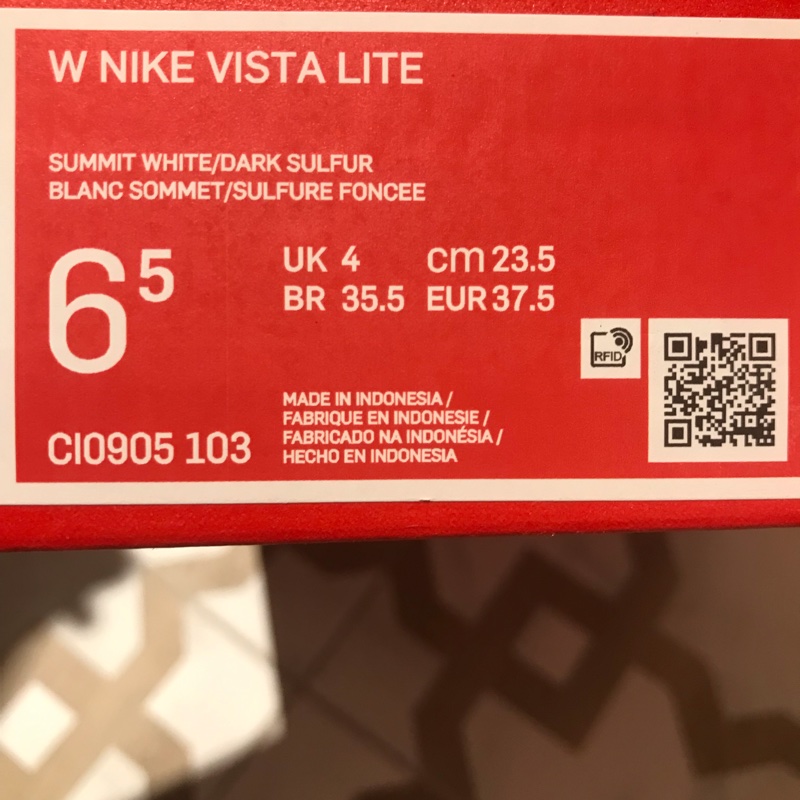 W NIKE VISTA LITE
SUMMIT WHITE/DARK SULFUR
BLANC SOMMET/SULFURE FONCEE
6 5
UK 4 cm 23.5
BR 35.5 EUR 37.5
RFID
CI0905 103
MADE IN INDONESIA /
FABRIQUE EN INDONESIE /
FABRICADO NA INDONÉSIA /
HECHO EN INDONESIA